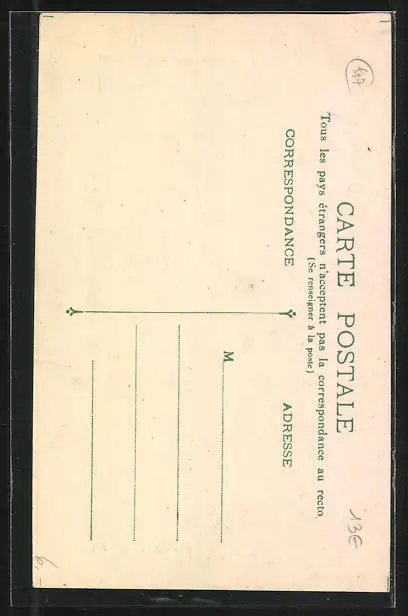 CARTE POSTALE
Tous les pays étrangers n'acceptent pas la correspondance au recto.
(Se renseigner à la poste)
CORRESPONDANCE
ADRESSE
M
13€
6,-